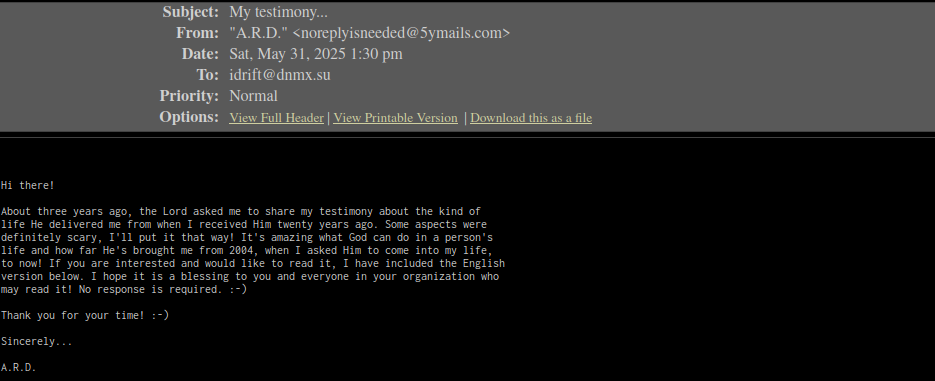 Subject: My testimony...
From: "A.R.D." <noreplyisneeded@5ymails.com>
Date: Sat, May 31, 2025 1:30 pm
To: idrift@dnmx.su
Priority: Normal
Options: View Full Header | View Printable Version | Download this as a file
Hi there!
About three years ago, the Lord asked me to share my testimony about the kind of
life He delivered me from when I received Him twenty years ago. Some aspects were
definitely scary, I'll put it that way! It's amazing what God can do in a person's
life and how far He's brought me from 2004, when I asked Him to come into my life,
to now! If you are interested and would like to read it, I have included the English
version below. I hope it is a blessing to you and everyone in your organization who
may read it! No response is required. :-)
Thank you for your time! :-)
Sincerely...
A.R.D.